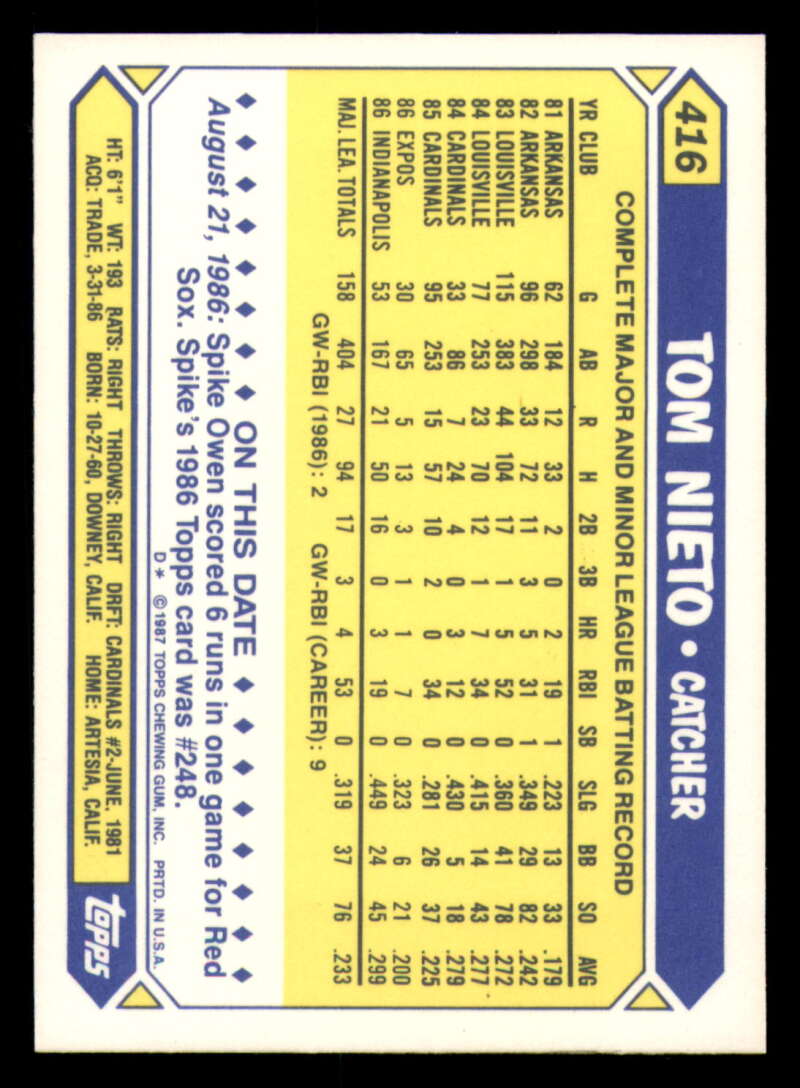 416
TOM NIETO • CATCHER
COMPLETE MAJOR AND MINOR LEAGUE BATTING RECORD
YR CLUB G AB R H 2B 3B HR RBI SB SLG BB SO AVG
81 ARKANSAS 62 184 12 33 2 0 2 19 1 .223 13 33 .179
82 ARKANSAS 96 298 33 72 11 3 5 31 1 .349 29 82 .242
83 LOUISVILLE 115 383 44 104 17 1 5 52 0 .360 41 78 .272
84 LOUISVILLE 77 253 23 70 12 1 7 34 0 .415 14 43 .277
84 CARDINALS 33 86 7 24 4 0 3 12 0 .430 5 18 .279
85 CARDINALS 95 253 15 57 10 2 0 34 0 .281 26 37 .225
86 EXPOS 30 65 5 13 3 1 1 7 0 .323 6 21 .200
86 INDIANAPOLIS 53 167 21 50 16 0 3 19 0 .449 24 45 .299
MAJ. LEA. TOTALS 158 404 27 94 17 3 4 53 0 .319 37 76 .233
GW-RBI (1986): 2 GW-RBI (CAREER): 9
ON THIS DATE
August 21, 1986: Spike Owen scored 6 runs in one game for Red
Sox. Spike's 1986 Topps card was #248.
D* ©1987 TOPPS CHEWING GUM, INC. PRTD. IN U.S.A.
HT: 6'1" WT: 193 BATS: RIGHT THROWS: RIGHT DRFT: CARDINALS #2-JUNE, 1981
ACQ: TRADE, 3-31-86 BORN: 10-27-60, DOWNEY, CALIF. HOME: ARTESIA, CALIF.
topps